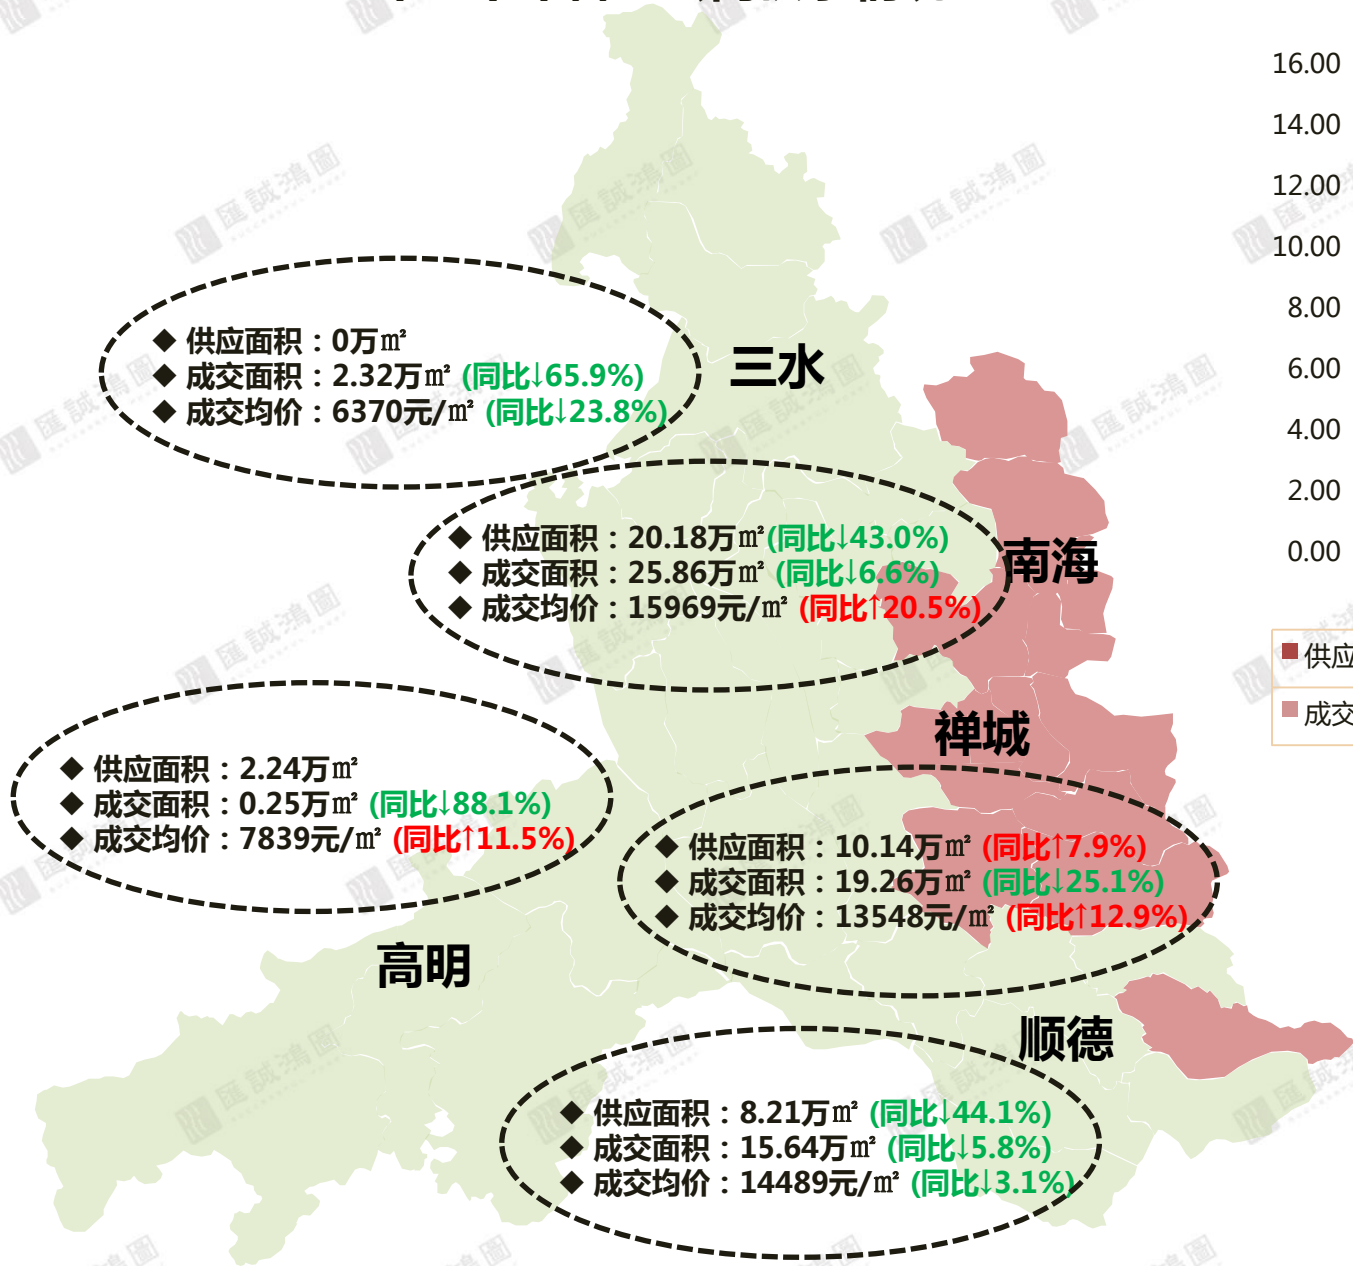 16.00
14.00
12.00
10.00
8.00
6.00
4.00
2.00
0.00
供应
成交
◆ 供应面积：0万㎡
◆ 成交面积：2.32万㎡ (同比↓65.9%)
◆ 成交均价：6370元/㎡ (同比↓23.8%)
三水
◆ 供应面积：20.18万㎡(同比↓43.0%)
◆ 成交面积：25.86万㎡ (同比↓6.6%)
◆ 成交均价：15969元/㎡ (同比↑20.5%)
南海
◆ 供应面积：2.24万㎡
◆ 成交面积：0.25万㎡ (同比↓88.1%)
◆ 成交均价：7839元/㎡ (同比↑11.5%)
高明
禅城
◆ 供应面积：10.14万㎡ (同比↑7.9%)
◆ 成交面积：19.26万㎡ (同比↓25.1%)
◆ 成交均价：13548元/㎡ (同比↑12.9%)
顺德
◆ 供应面积：8.21万㎡ (同比↓44.1%)
◆ 成交面积：15.64万㎡ (同比↓5.8%)
◆ 成交均价：14489元/㎡ (同比↓3.1%)
匯誠鴻圖